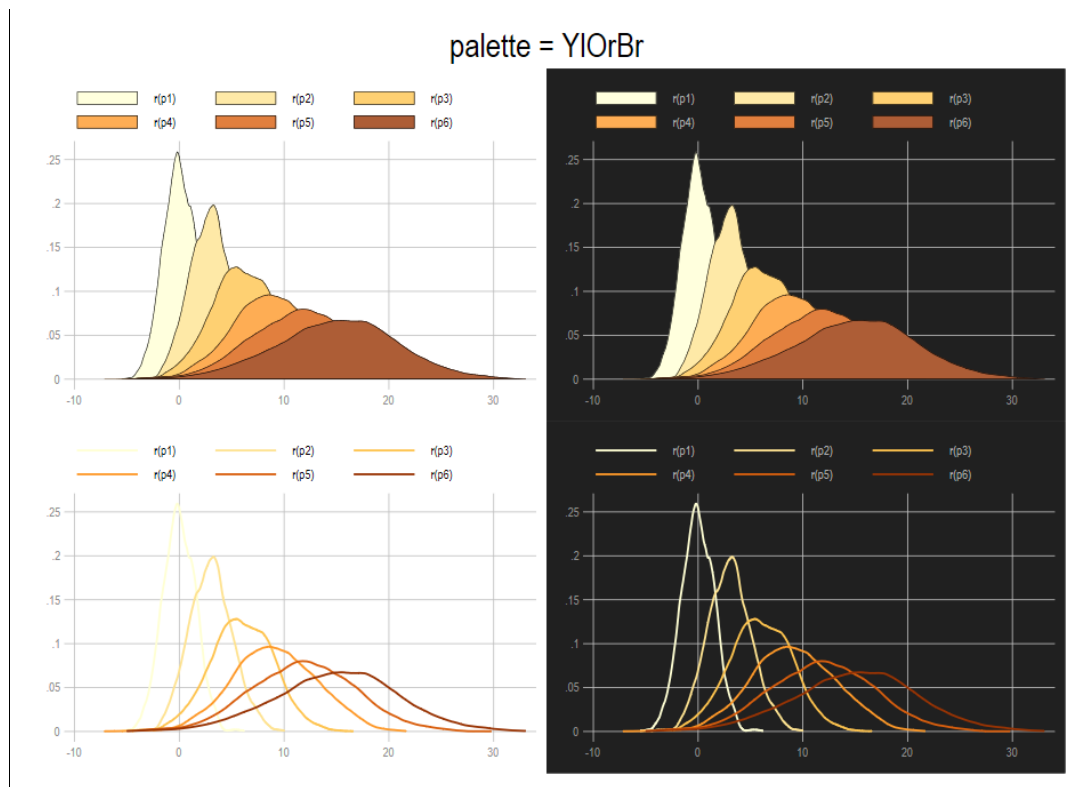 palette = YlOrBr
r(p1) r(p2) r(p3)
r(p4) r(p5) r(p6)
.25
.2
.15
.1
.05
0
-10 0 10 20 30
r(p1) r(p2) r(p3)
r(p4) r(p5) r(p6)
.25
.2
.15
.1
.05
0
-10 0 10 20 30
r(p1) r(p2) r(p3)
r(p4) r(p5) r(p6)
.25
.2
.15
.1
.05
0
-10 0 10 20 30
r(p1) r(p2) r(p3)
r(p4) r(p5) r(p6)
.25
.2
.15
.1
.05
0
-10 0 10 20 30